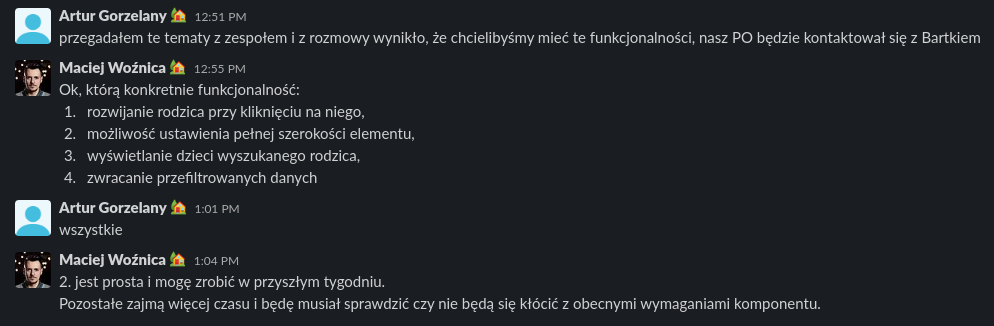 Artur Gorzelany 🏡 12:51 PM
przegadałem te tematy z zespołem i z rozmowy wynikło, że chcielibyśmy mieć te funkcjonalności, nasz PO będzie kontaktował się z Bartkiem
Maciej Woźnica 🏡 12:55 PM
Ok, którą konkretnie funkcjonalność:
1. rozwijanie rodzica przy kliknięciu na niego,
2. możliwość ustawienia pełnej szerokości elementu,
3. wyświetlanie dzieci wyszukanego rodzica,
4. zwracanie przefiltrowanych danych
Artur Gorzelany 🏡 1:01 PM
wszystkie
Maciej Woźnica 🏡 1:04 PM
2. jest prosta i mogę zrobić w przyszłym tygodniu.
Pozostałe zajmą więcej czasu i będę musiał sprawdzić czy nie będą się kłócić z obecnymi wymaganiami komponentu.